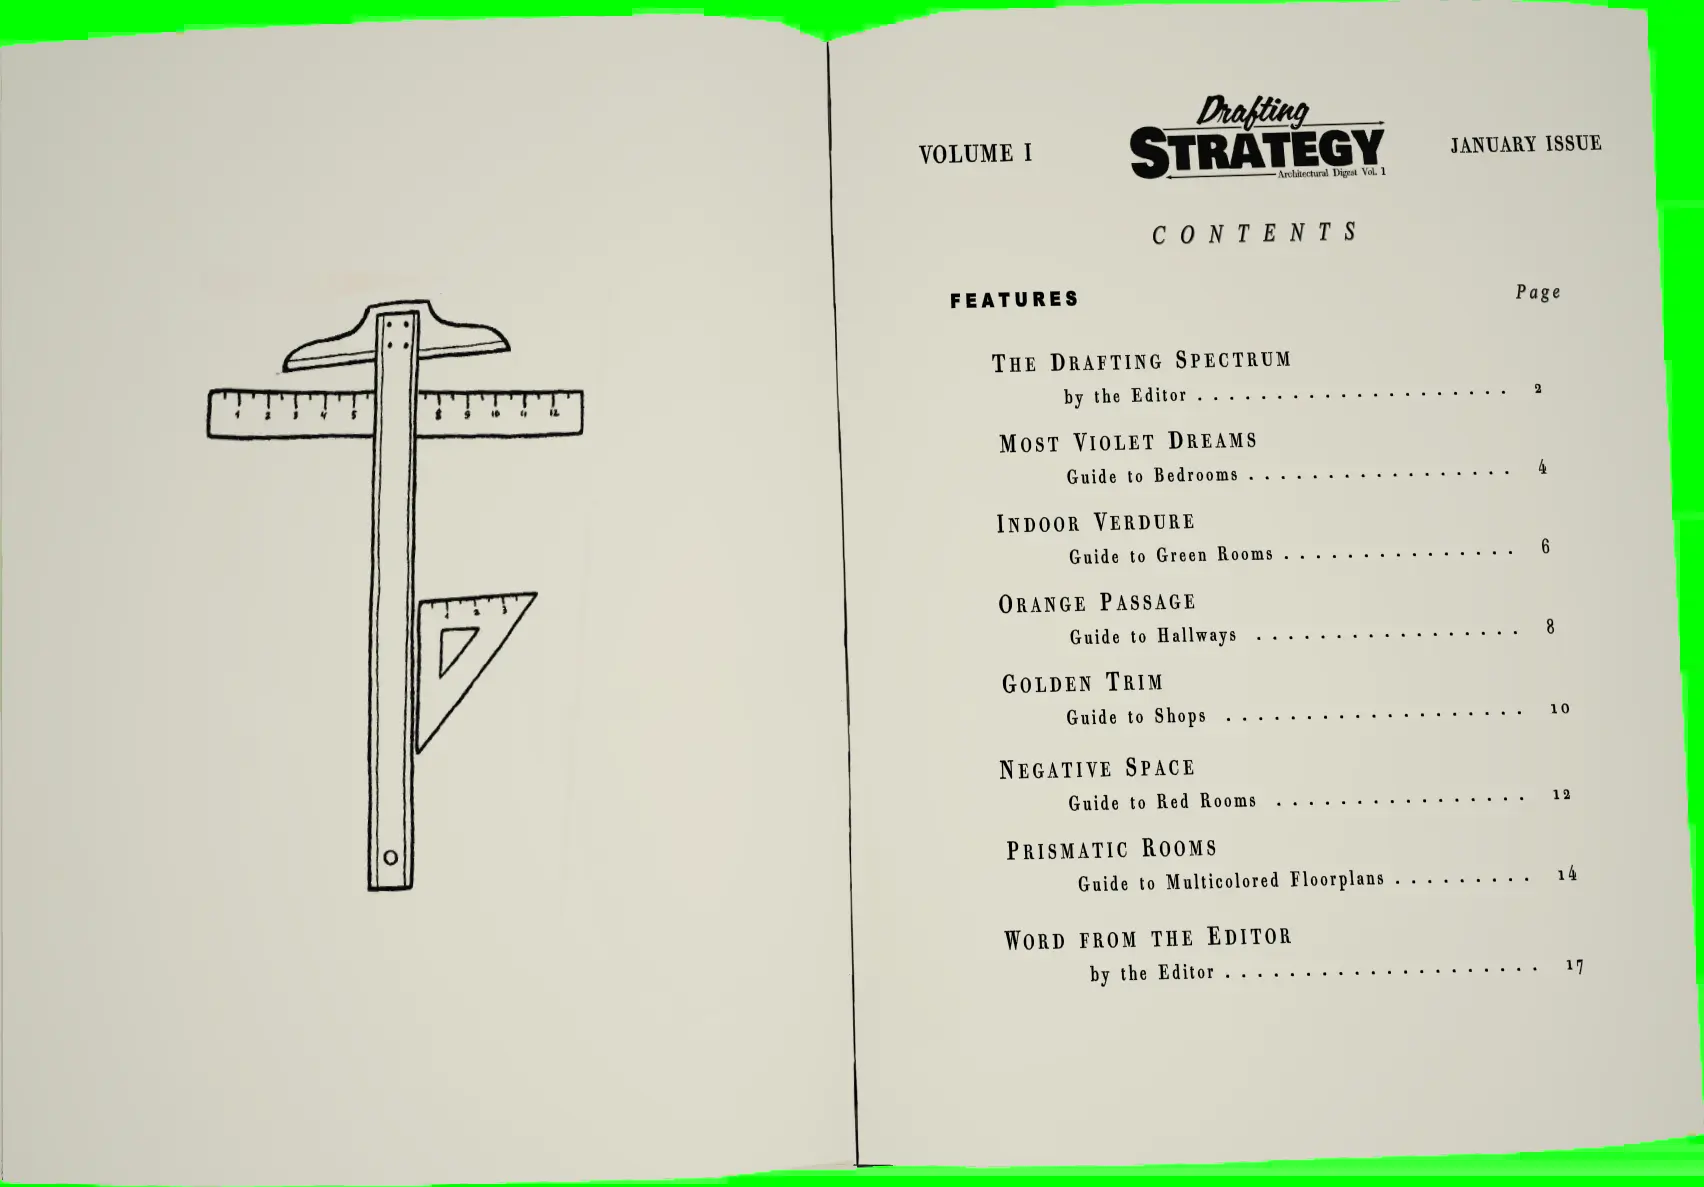 1 2 3 4 5 8 9 10 11 12
1 2 3
VOLUME I
Drafting
STRATEGY
Architectural Digest Vol. 1
JANUARY ISSUE
CONTENTS
FEATURES Page
THE DRAFTING SPECTRUM
by the Editor . . . . . . . . . . . . . . . . . . . . 2
MOST VIOLET DREAMS
Guide to Bedrooms . . . . . . . . . . . . . . . . . 4
INDOOR VERDURE
Guide to Green Rooms . . . . . . . . . . . . . . . 6
ORANGE PASSAGE
Guide to Hallways . . . . . . . . . . . . . . . . . 8
GOLDEN TRIM
Guide to Shops . . . . . . . . . . . . . . . . . . . 10
NEGATIVE SPACE
Guide to Red Rooms . . . . . . . . . . . . . . . . 12
PRISMATIC ROOMS
Guide to Multicolored Floorplans . . . . . . . . . 14
WORD FROM THE EDITOR
by the Editor . . . . . . . . . . . . . . . . . . . . 17